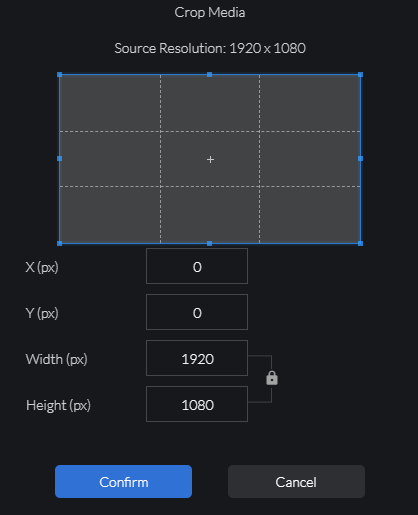 Crop Media
Source Resolution: 1920 x 1080
X (px) 0
Y (px) 0
Width (px) 1920
Height (px) 1080
Confirm Cancel